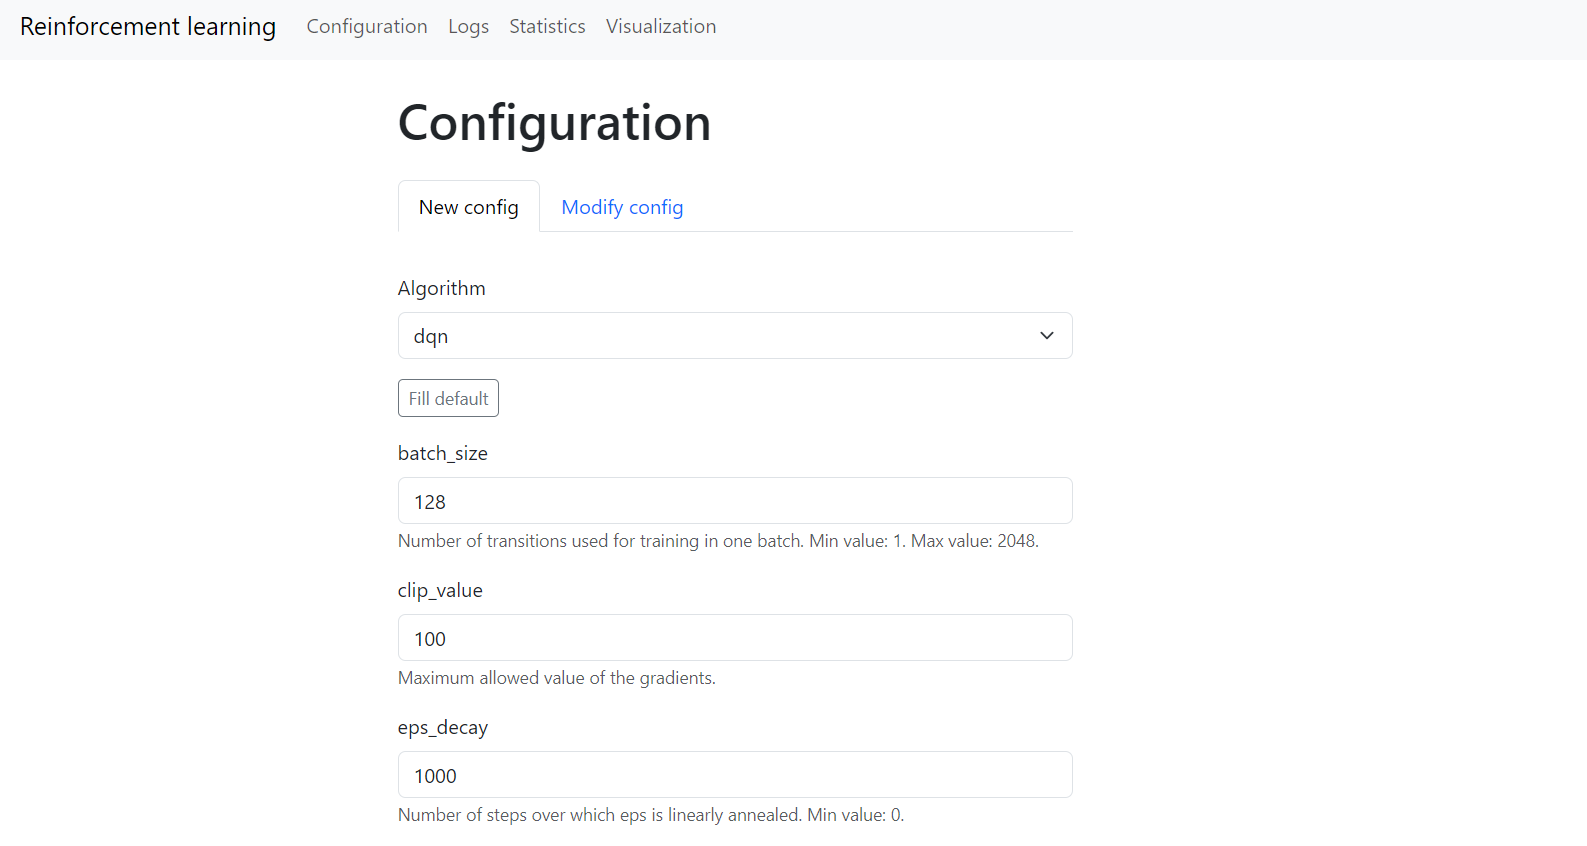 Reinforcement learning Configuration Logs Statistics Visualization
Configuration
New config Modify config
Algorithm
dqn
Fill default
batch_size
128
Number of transitions used for training in one batch. Min value: 1. Max value: 2048.
clip_value
100
Maximum allowed value of the gradients.
eps_decay
1000
Number of steps over which eps is linearly annealed. Min value: 0.